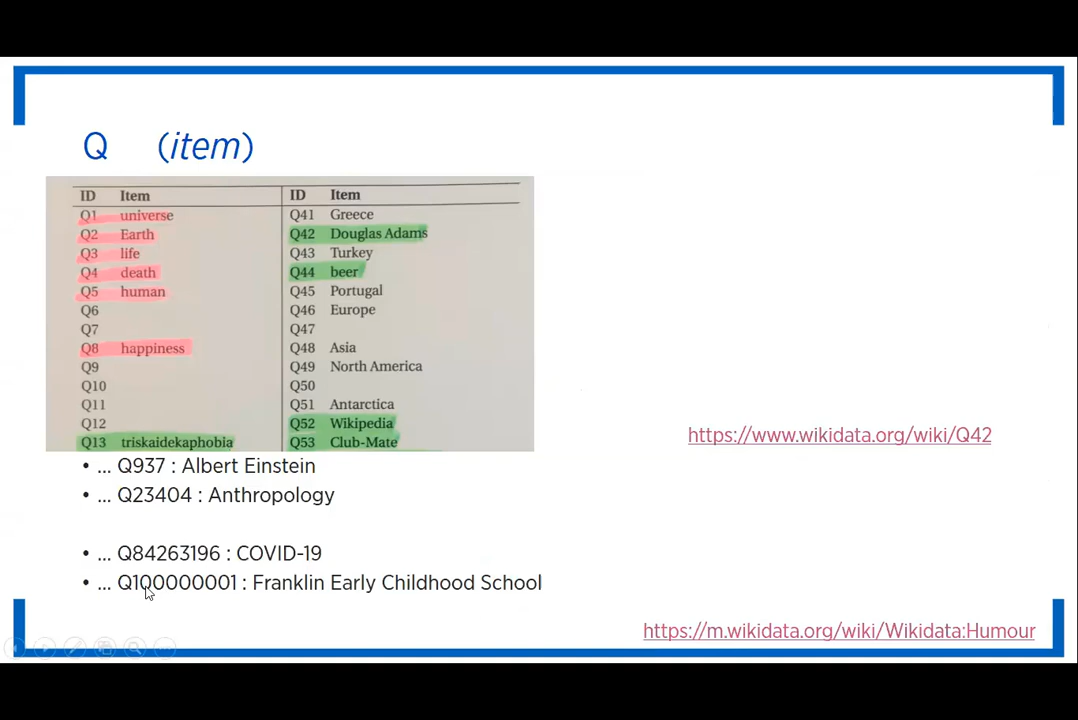 Q (item)
ID Item
Q1 universe
Q2 Earth
Q3 life
Q4 death
Q5 human
Q6
Q7
Q8 happiness
Q9
Q10
Q11
Q12
Q13 triskaidekaphobia
ID Item
Q41 Greece
Q42 Douglas Adams
Q43 Turkey
Q44 beer
Q45 Portugal
Q46 Europe
Q47
Q48 Asia
Q49 North America
Q50
Q51 Antarctica
Q52 Wikipedia
Q53 Club-Mate
https://www.wikidata.org/wiki/Q42
• ... Q937 : Albert Einstein
• ... Q23404 : Anthropology
• ... Q84263196 : COVID-19
• ... Q100000001 : Franklin Early Childhood School
https://m.wikidata.org/wiki/Wikidata:Humour